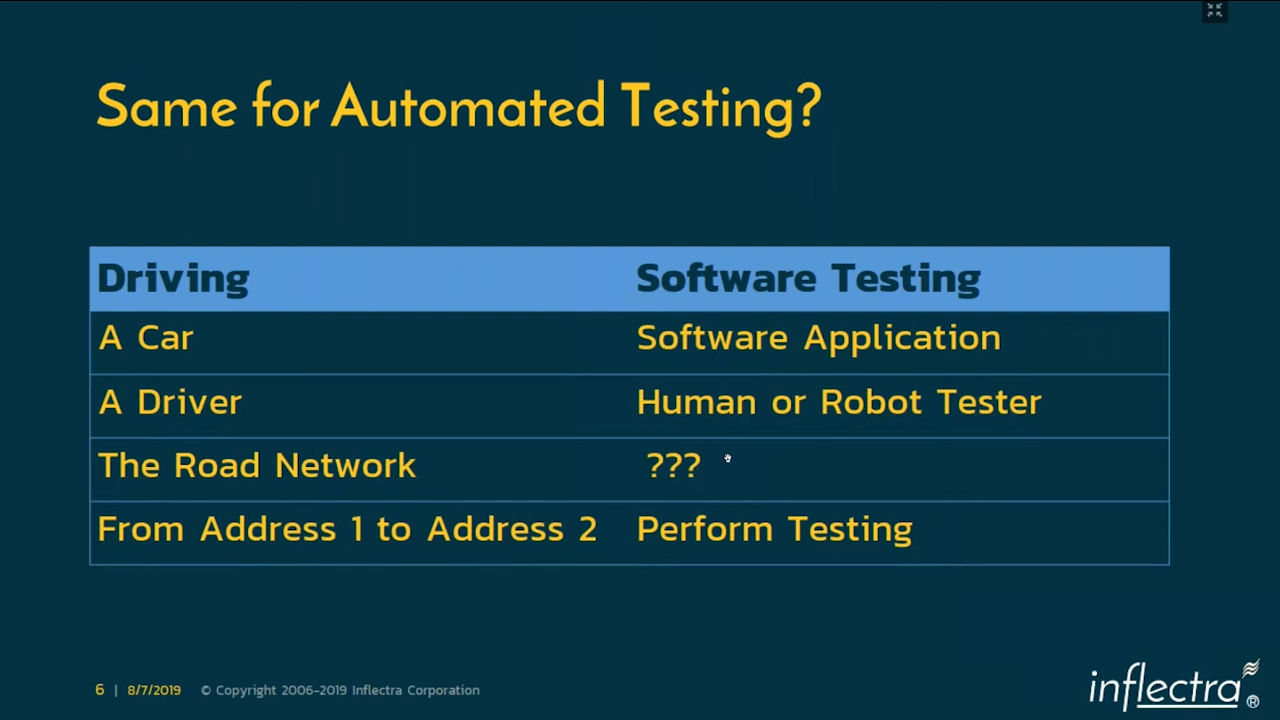 Same for Automated Testing?
Driving Software Testing
A Car Software Application
A Driver Human or Robot Tester
The Road Network ???
From Address 1 to Address 2 Perform Testing
6 | 8/7/2019 © Copyright 2006-2019 Inflectra Corporation
inflectra®